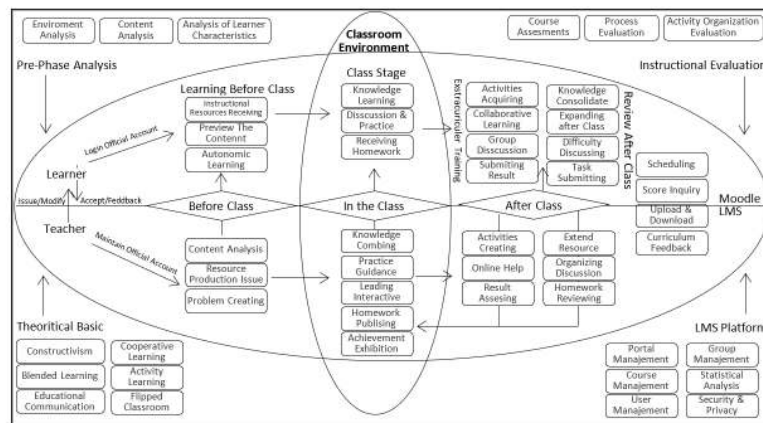 Enviroment
Analysis
Content
Analysis
Analysis of Learner
Characteristics
Classroom
Environment
Course
Assesments
Process
Evaluation
Activity Organization
Evaluation
Pre-Phase Analysis
Instructional Evaluation
Learning Before Class
Instructional
Resources Receiving
Preview The
Contennt
Autonomic
Learning
Class Stage
Knowledge
Learning
Disscussion &
Practice
Receiving
Homework
Exstracuriculer Training
Activities
Acquiring
Collaborative
Learning
Group
Disscussion
Submiting
Result
Knowledge
Consolidate
Expanding
after Class
Difficulty
Discussing
Task
Submitting
Review After Class
Login Official Account
Learner
Issue/Modify
Accept/Feddback
Teacher
Maintain Official Account
Before Class
In the Class
After Class
Scheduling
Score Inquiry
Upload &
Download
Curriculum
Feedback
Moodle
LMS
Content Analysis
Resource
Production Issue
Problem Creating
Knowledge
Combing
Practice
Guidance
Leading
Interactive
Homework
Publising
Achievement
Exhibition
Activities
Creating
Online Help
Result
Assesing
Extend
Resource
Organizing
Discussion
Homework
Reviewing
Theoritical Basic
Constructivism
Blended Learning
Educational
Communication
Cooperative
Learning
Activity
Learning
Flipped
Classroom
LMS Platform
Portal
Manajement
Course
Manajement
User
Manajement
Group
Management
Statistical
Analysis
Security &
Privacy